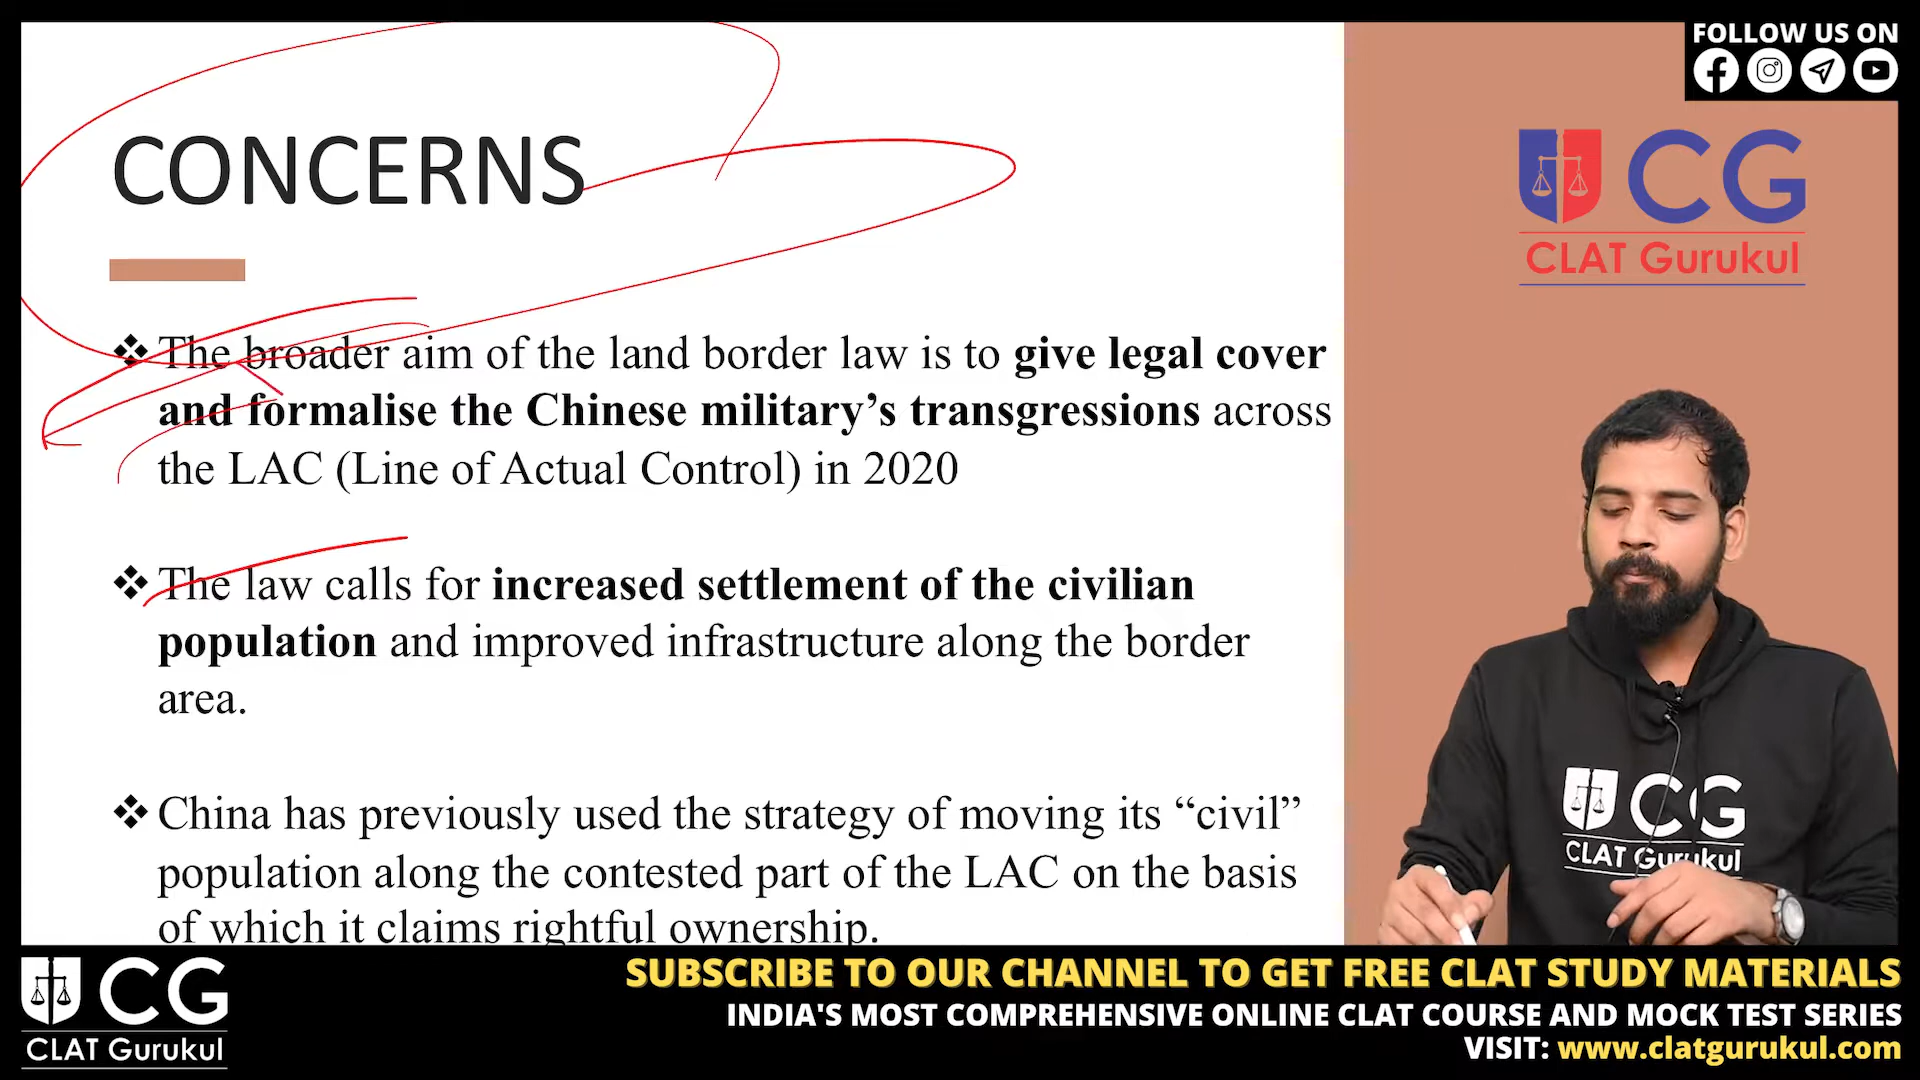 FOLLOW US ON
CG
CLAT Gurukul
CONCERNS
❖ The broader aim of the land border law is to give legal cover
and formalise the Chinese military’s transgressions across
the LAC (Line of Actual Control) in 2020
❖ The law calls for increased settlement of the civilian
population and improved infrastructure along the border
area.
❖ China has previously used the strategy of moving its “civil”
population along the contested part of the LAC on the basis
of which it claims rightful ownership.
CG
CLAT Gurukul
CG
CLAT Gurukul
SUBSCRIBE TO OUR CHANNEL TO GET FREE CLAT STUDY MATERIALS
INDIA'S MOST COMPREHENSIVE ONLINE CLAT COURSE AND MOCK TEST SERIES
VISIT: www.clatgurukul.com